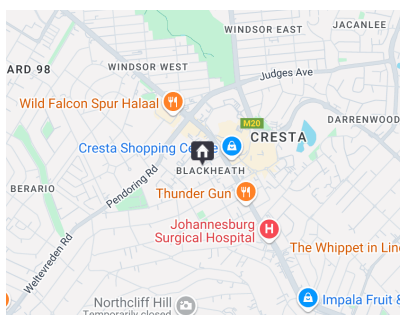 JACANLEE
WINDSOR EAST
ARD 98
WINDSOR WEST
Judges Ave
Wild Falcon Spur Halaal
M20
DARRENWOOD
CRESTA
Cresta Shopping Ce
e
BLACKHEATH
BERARIO
Pendoring Rd
Thunder Gun
Johannesburg
Surgical Hospital
H
Weltevreden Rd
The Whippet in Lin
Northcliff Hill
Temporarily closed
Impala Fruit &